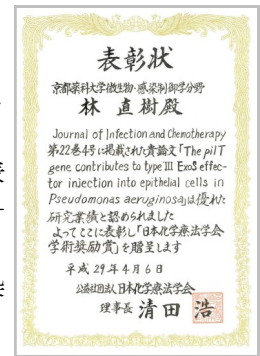 表彰状
京都薬科大学微生物・感染制御学分野
林 直樹殿
Journal of Infection and Chemotherapy
第22巻4号に掲載された貴論文「The pilT
gene contributes to type III ExoS effec-
tor injection into epithelial cells in
Pseudomonas aeruginosa」は優れた
研究業績と認められました
よってここに表彰し「日本化学療法学会
学術奨励賞」を贈呈します
平成29年4月6日
公益社団法人日本化学療法学会
理事長 清田 浩